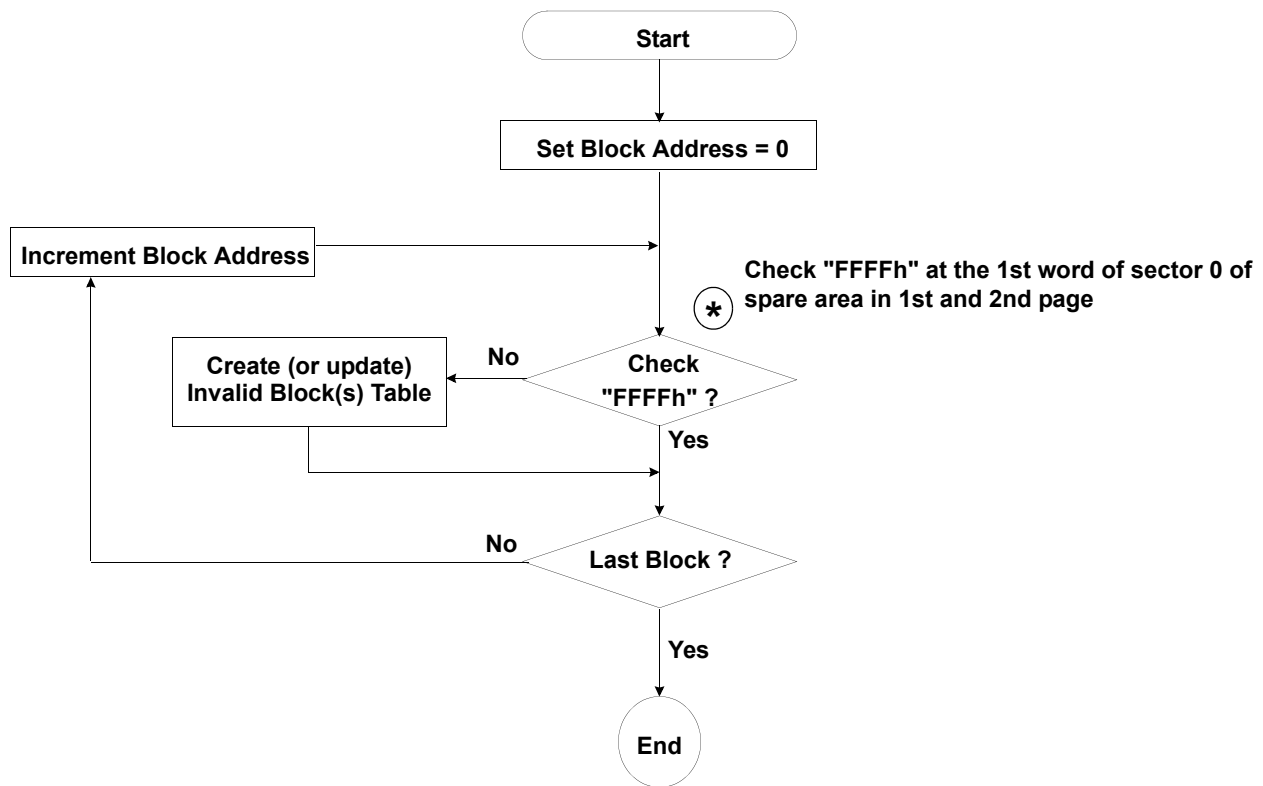 Start
Set Block Address = 0
Increment Block Address
Check "FFFFh" at the 1st word of sector 0 of
spare area in 1st and 2nd page
*
No
Check
"FFFFh" ?
Create (or update)
Invalid Block(s) Table
Yes
No
Last Block ?
Yes
End